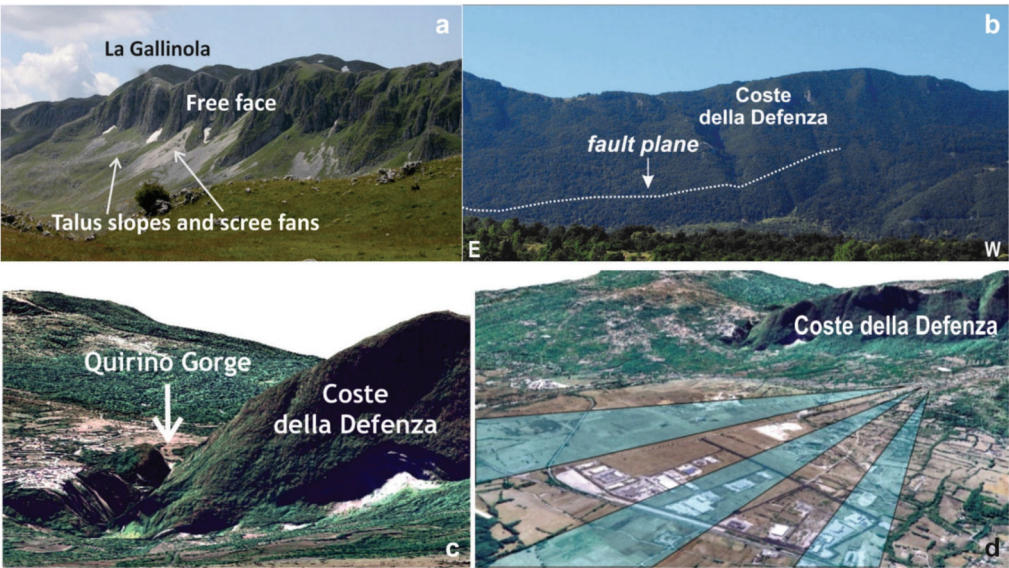 a
La Gallinola
Free face
Talus slopes and scree fans
b
Coste
della Defenza
fault plane
E
W
Quirino Gorge
Coste
della Defenza
c
Coste della Defenza
d